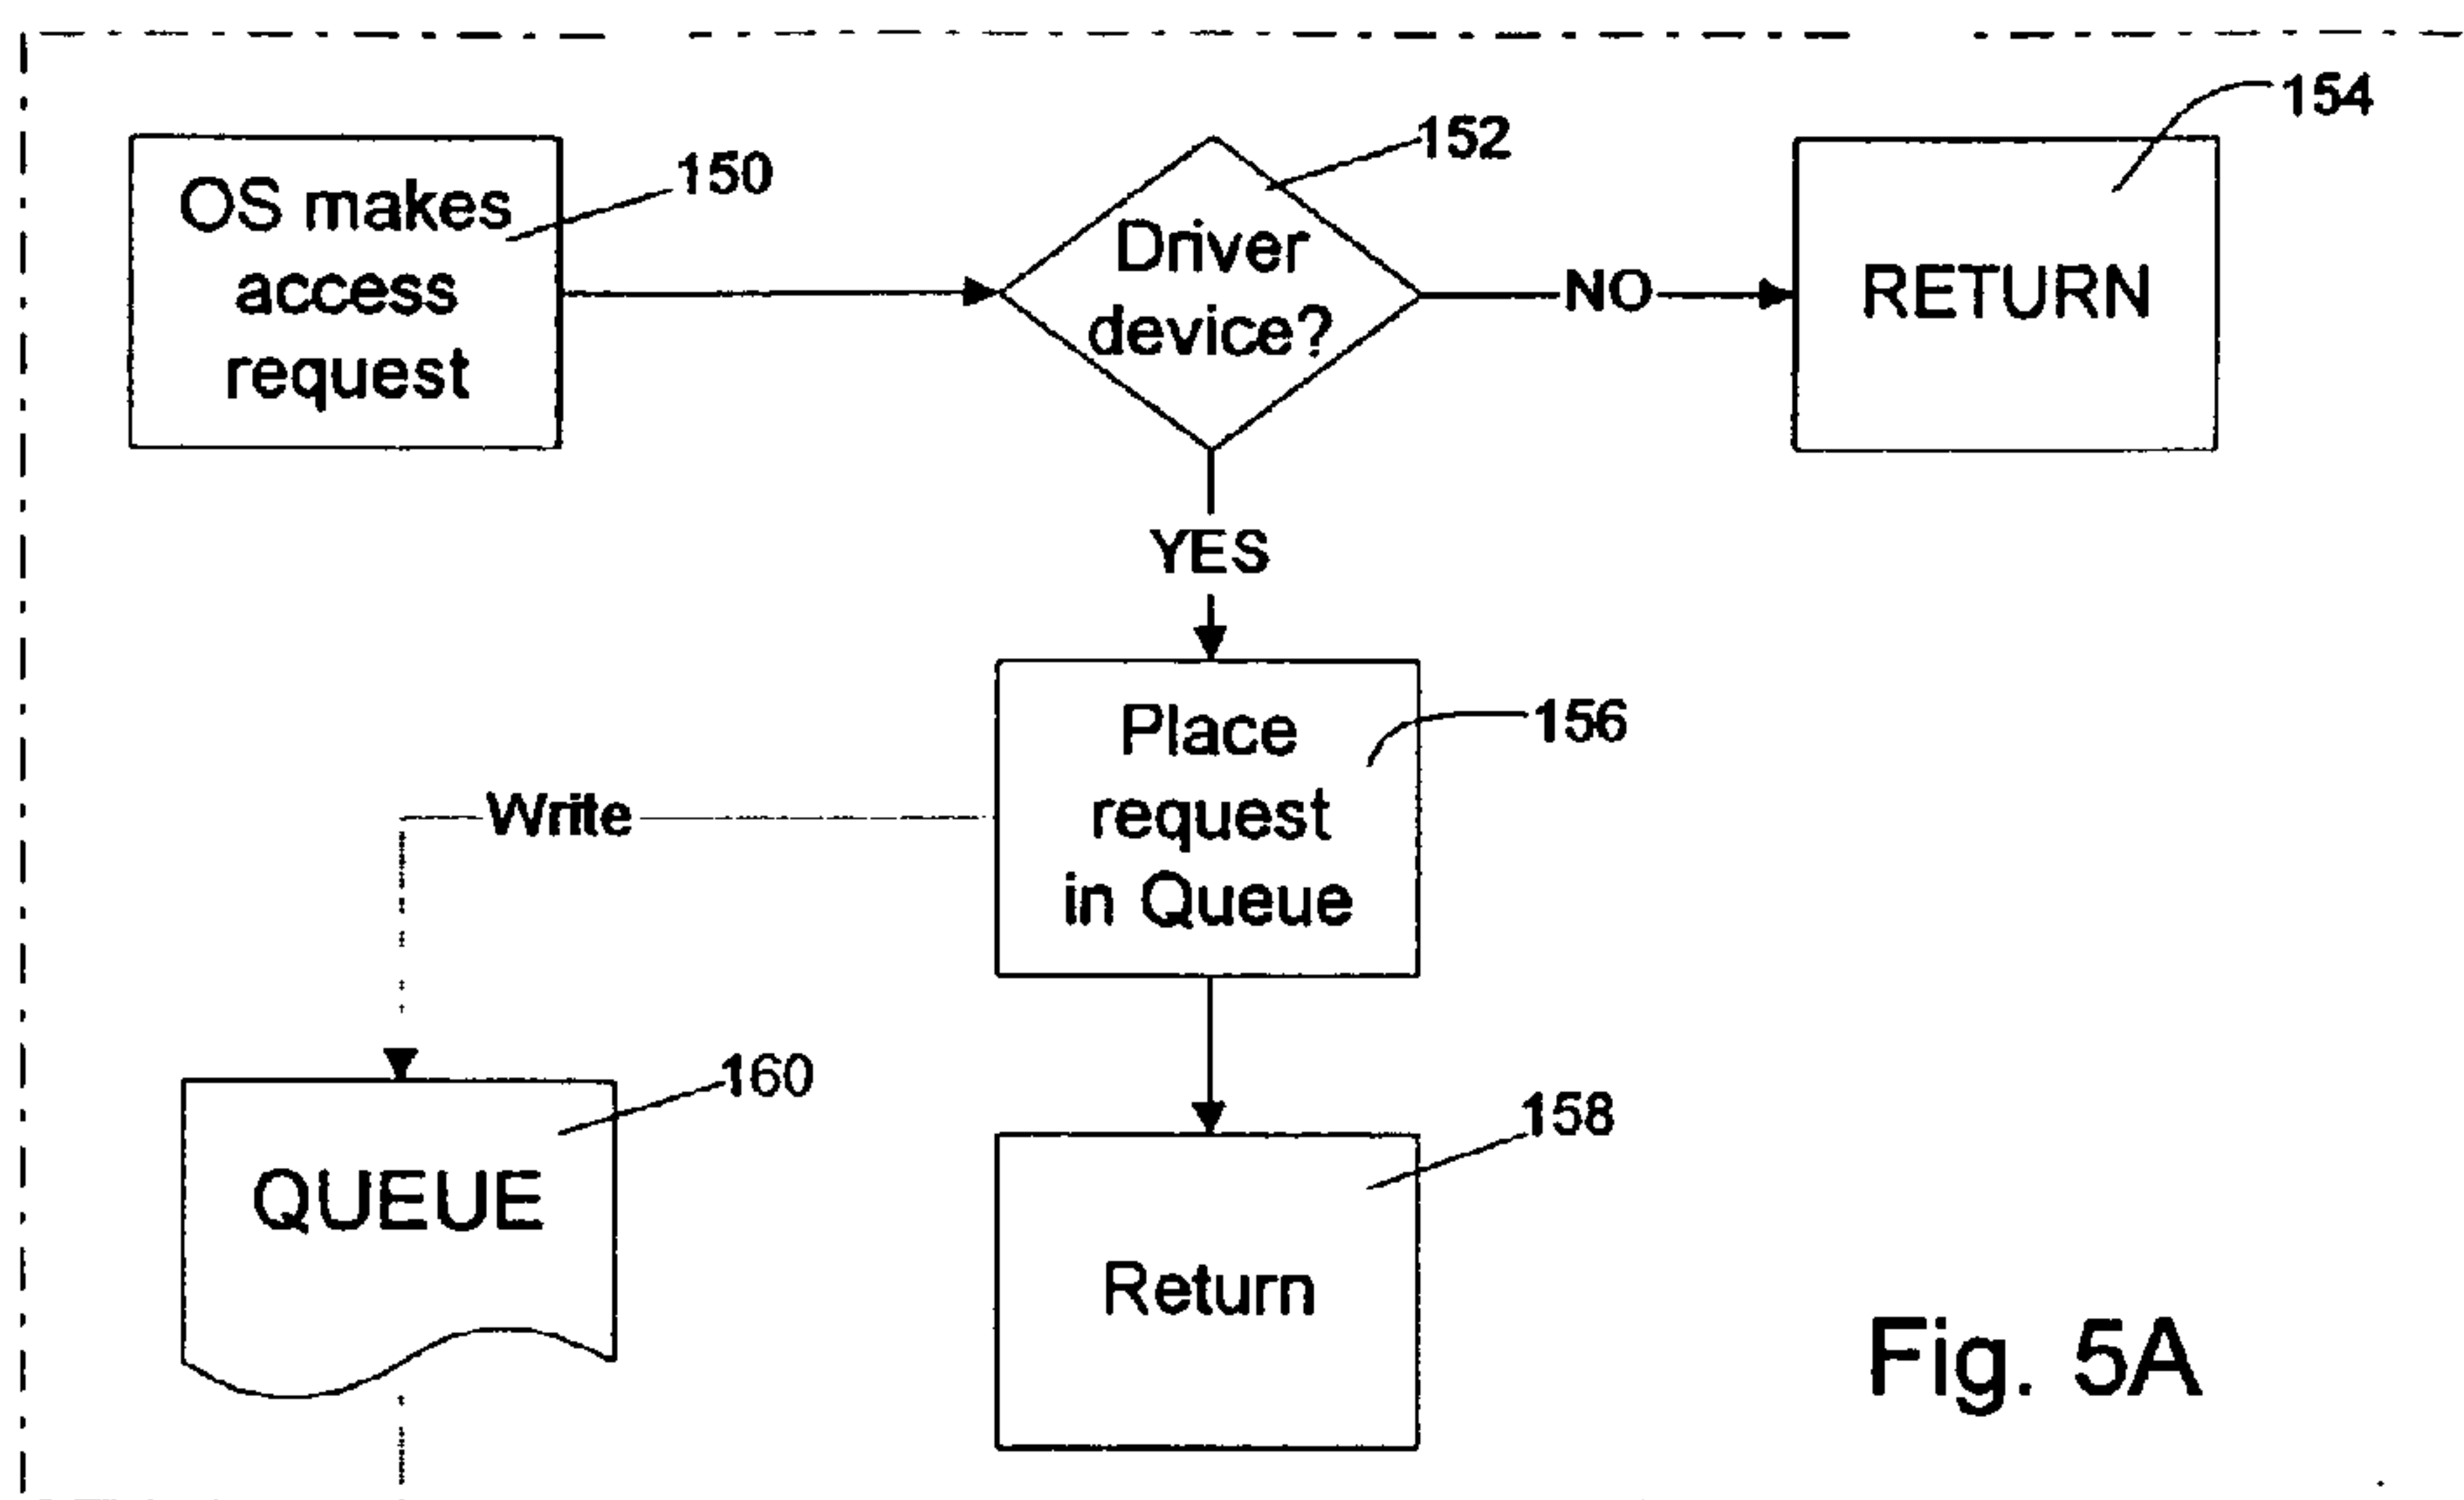 154
152
150
OS makes
access
request
Driver
device?
NO
RETURN
YES
Place
request
in Queue
156
Write
160
QUEUE
158
Return
Fig. 5A